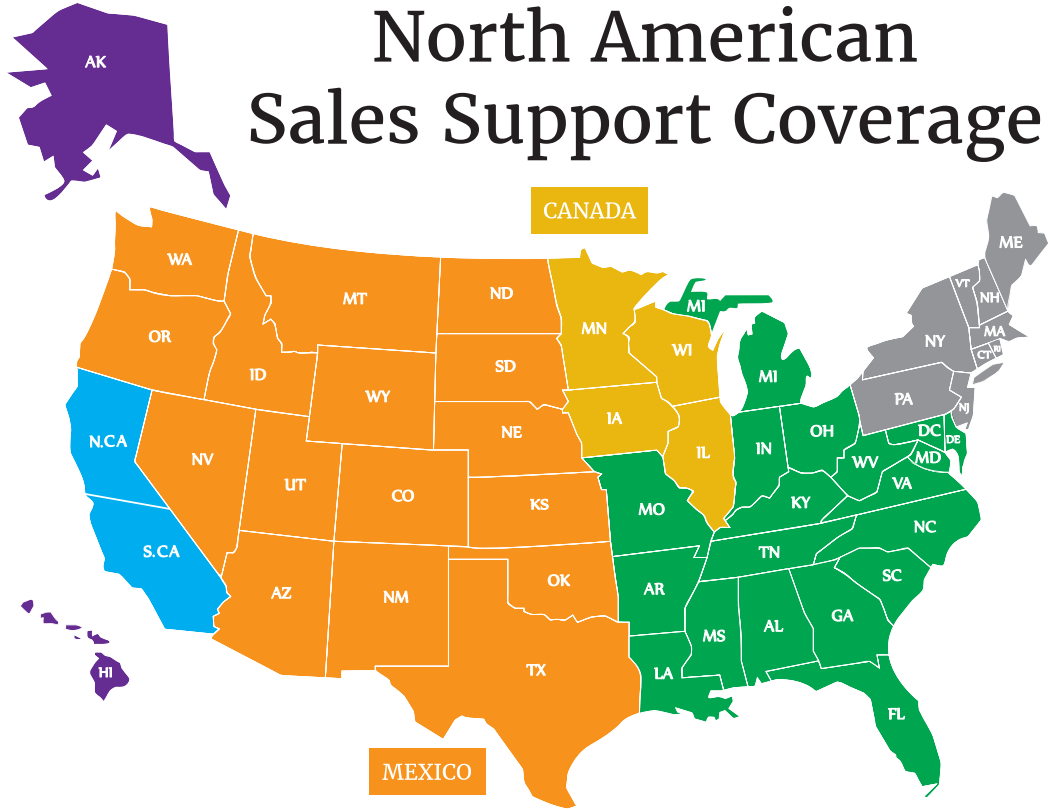 North American
Sales Support Coverage
AK
CANADA
ME
WA
VT
MT
ND
NH
MI
MN
MA
OR
NY
WI
CT
RI
SD
ID
MI
WY
PA
NJ
IA
NE
OH
DC
N.CA
DE
IN
IL
NV
WV
MD
UT
VA
CO
KS
KY
MO
NC
S.CA
TN
OK
SC
AZ
AR
NM
GA
AL
MS
TX
HI
LA
FL
MEXICO